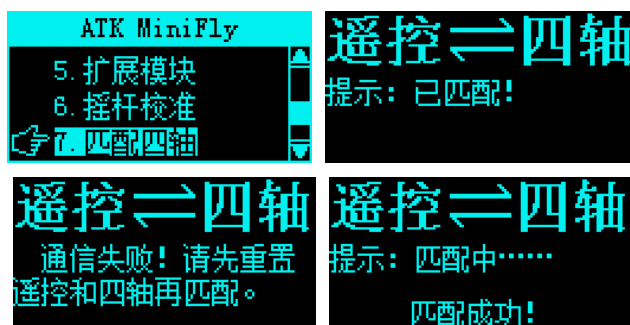 ATK MiniFly
5.扩展模块
6.摇杆校准
7.匹配四轴
遥控⇌四轴
提示：已匹配！
遥控⇌四轴
通信失败！请先重置
遥控和四轴再匹配。
遥控⇌四轴
提示：匹配中……
匹配成功！